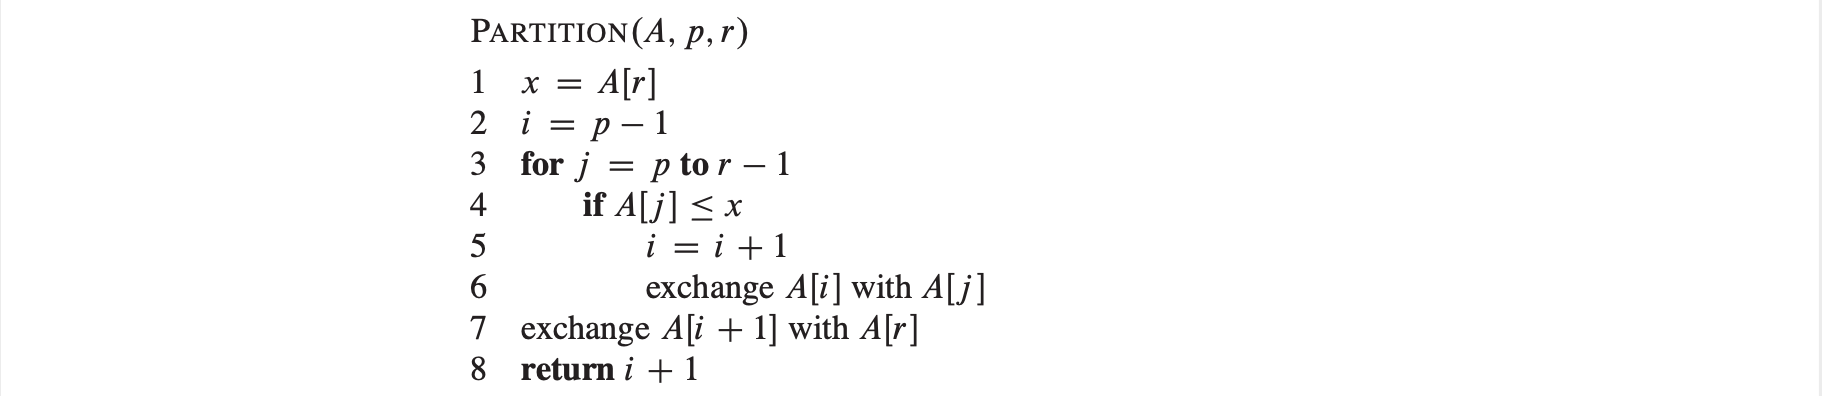 PARTITION(A, p, r)
1 x = A[r]
2 i = p − 1
3 for j = p to r − 1
4 if A[j] ≤ x
5 i = i + 1
6 exchange A[i] with A[j]
7 exchange A[i + 1] with A[r]
8 return i + 1